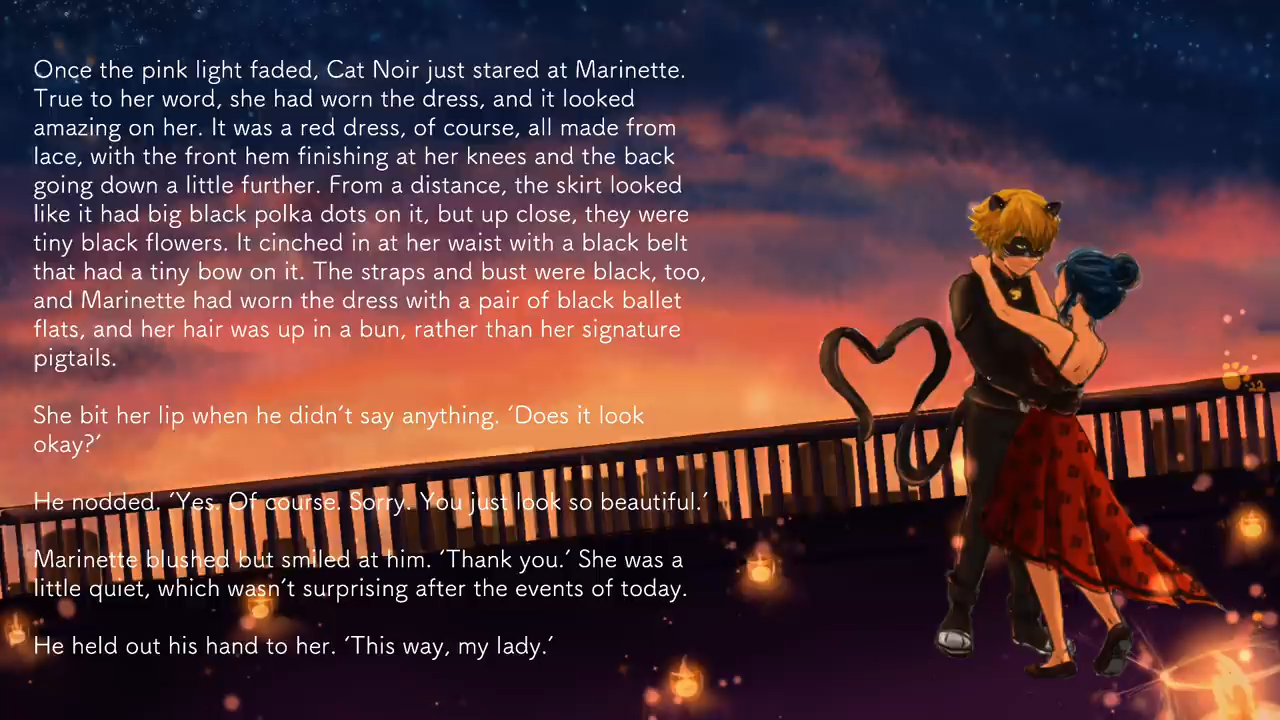 Once the pink light faded, Cat Noir just stared at Marinette.
True to her word, she had worn the dress, and it looked
amazing on her. It was a red dress, of course, all made from
lace, with the front hem finishing at her knees and the back
going down a little further. From a distance, the skirt looked
like it had big black polka dots on it, but up close, they were
tiny black flowers. It cinched in at her waist with a black belt
that had a tiny bow on it. The straps and bust were black, too,
and Marinette had worn the dress with a pair of black ballet
flats, and her hair was up in a bun, rather than her signature
pigtails.
She bit her lip when he didn't say anything. 'Does it look
okay?'
He nodded. 'Yes. Of course. Sorry. You just look so beautiful.'
Marinette blushed but smiled at him. 'Thank you.' She was a
little quiet, which wasn't surprising after the events of today.
He held out his hand to her. 'This way, my lady.'
.22